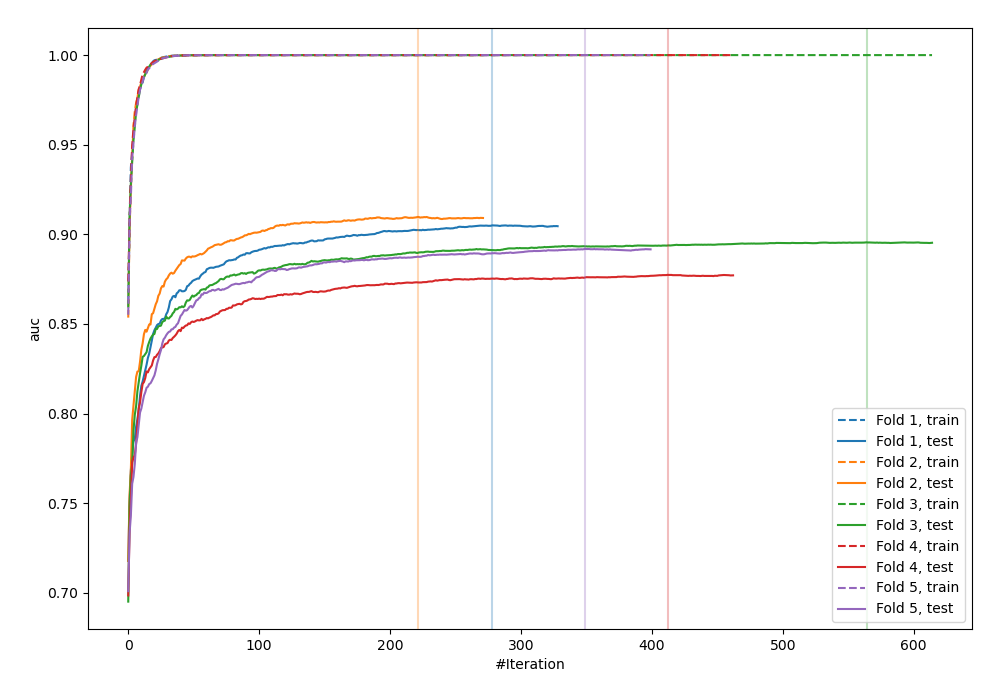 1.00
0.95
0.90
0.85
0.80
0.75
0.70
auc
0
100
200
300
400
500
600
#Iteration
Fold 1, train
Fold 1, test
Fold 2, train
Fold 2, test
Fold 3, train
Fold 3, test
Fold 4, train
Fold 4, test
Fold 5, train
Fold 5, test